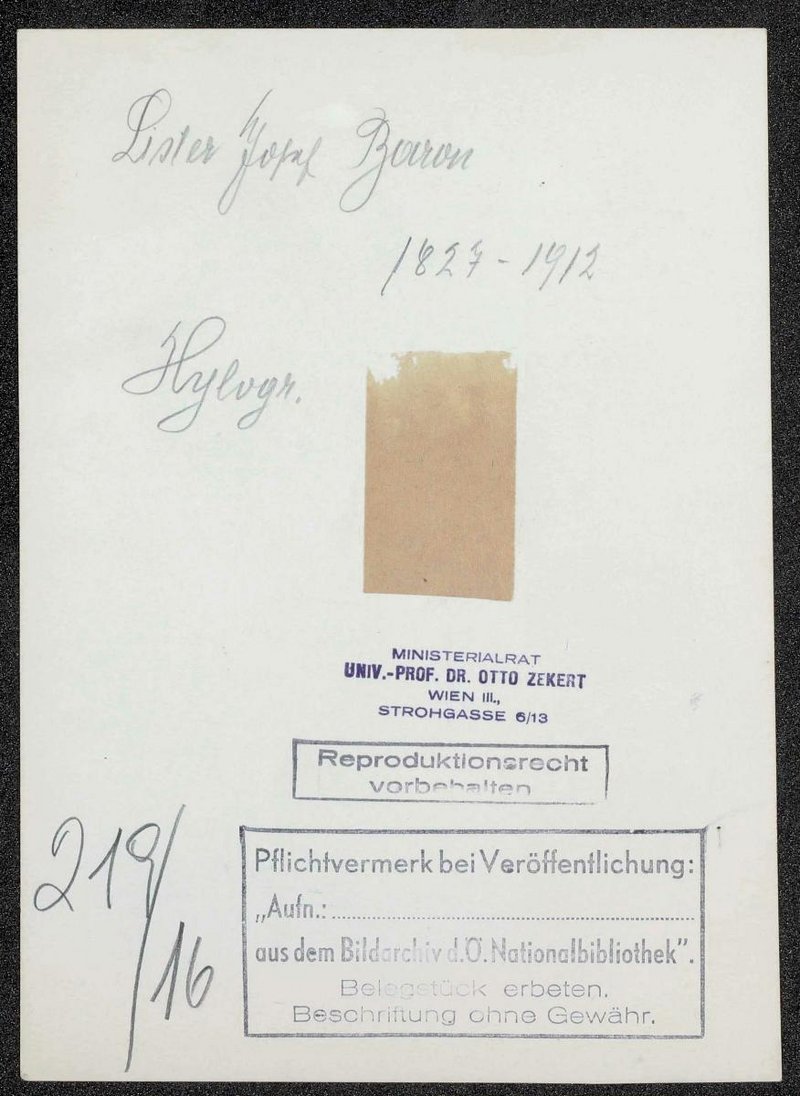 Lister Josef Baron
1827-1912
Hylogr.
MINISTERIALRAT
UNIV.-PROF. DR. OTTO ZEKERT
WIEN III.,
STROHGASSE 6/13
Reproduktionsrecht
vorbehalten
219/16
Pflichtvermerk bei Veröffentlichung:
„Aufn.:
aus dem Bildarchiv d.Ö. Nationalbibliothek".
Belegstück erbeten.
Beschriftung ohne Gewähr.